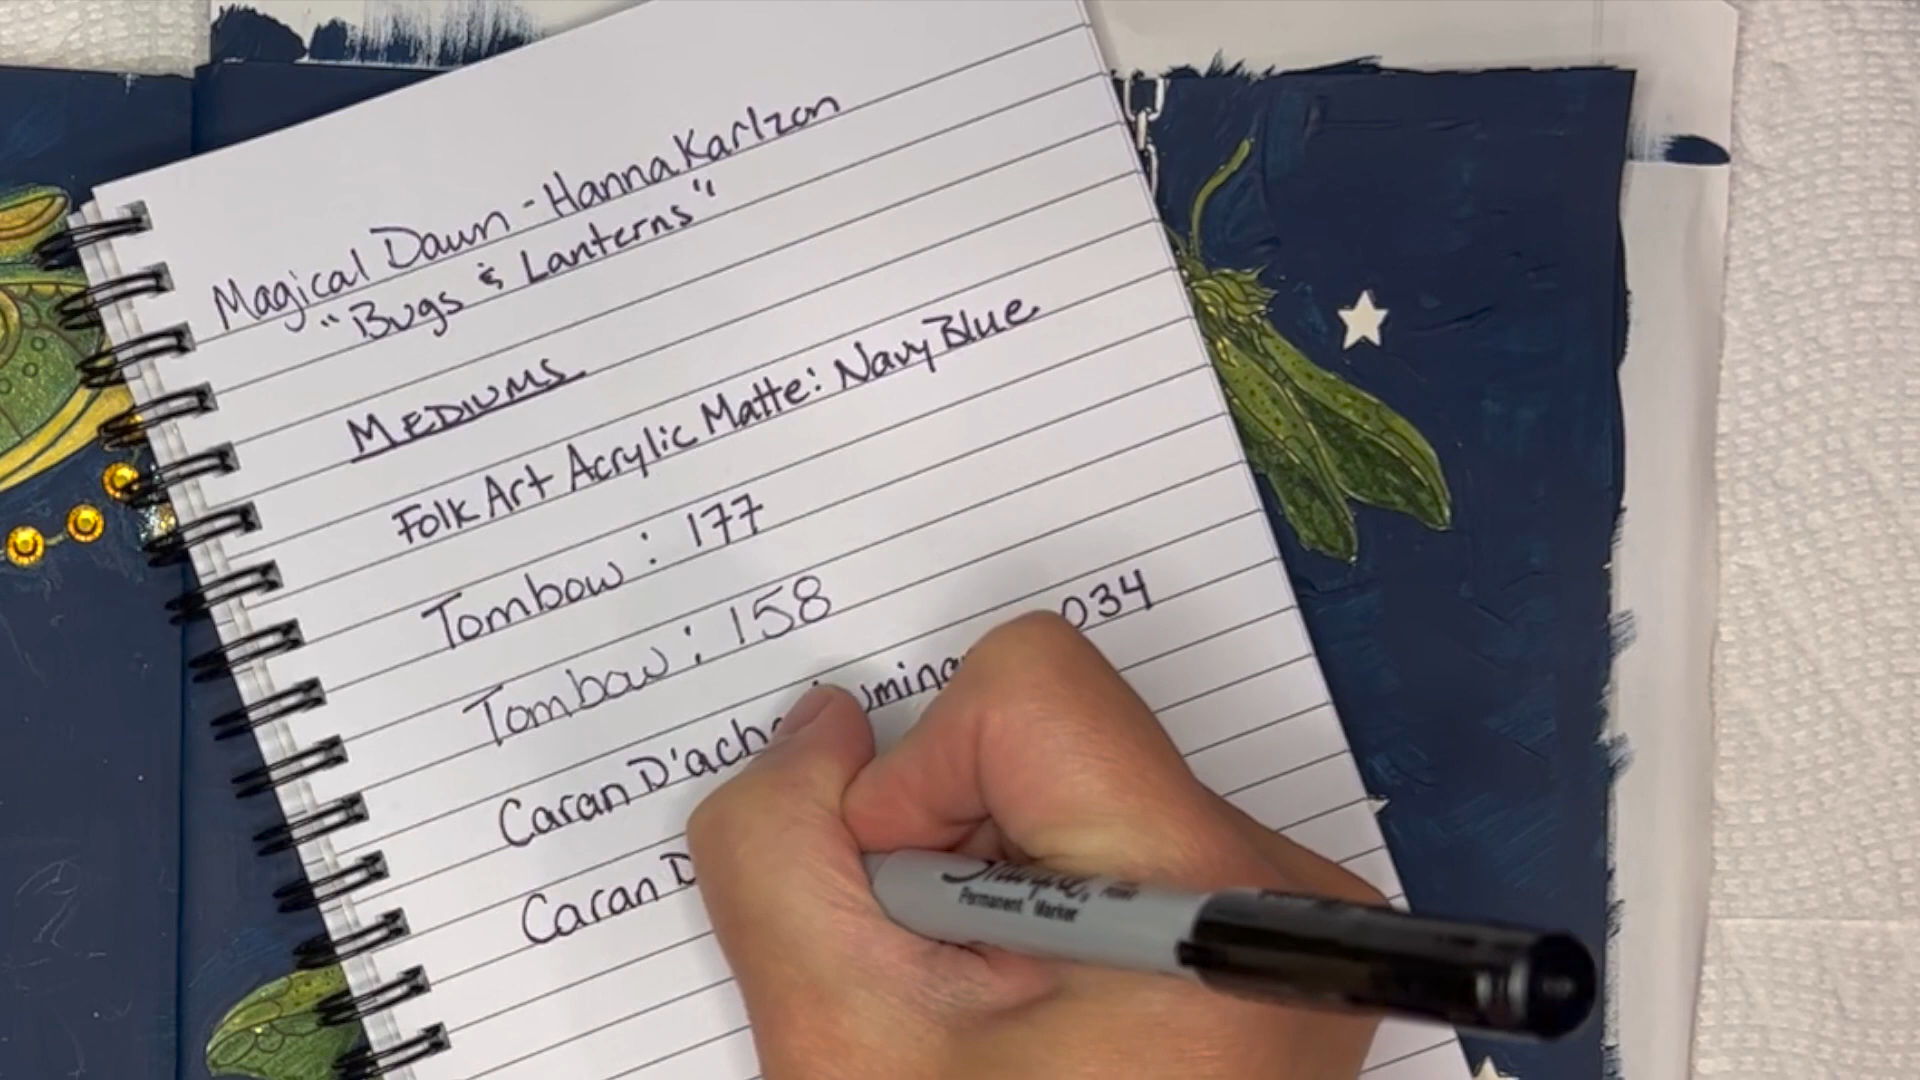 Magical Dawn - Hanna Karlzon
"Bugs & Lanterns"
MEDIUMS
Folk Art Acrylic Matte: Navy Blue
Tombow: 177
Tombow: 158
Caran D'ache 034
Caran D
Sharpie
Permanent Marker